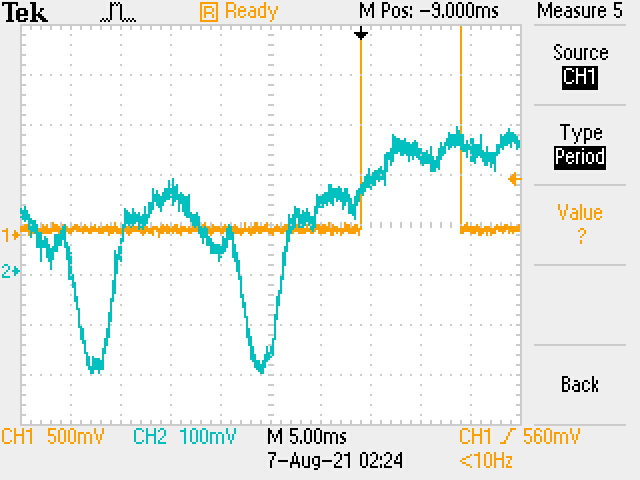 Tek R Ready M Pos: -9.000ms Measure 5
Source
CH1
Type
Period
Value
?
Back
1
2
CH1 500mV CH2 100mV M 5.00ms CH1 560mV
7-Aug-21 02:24 <10Hz